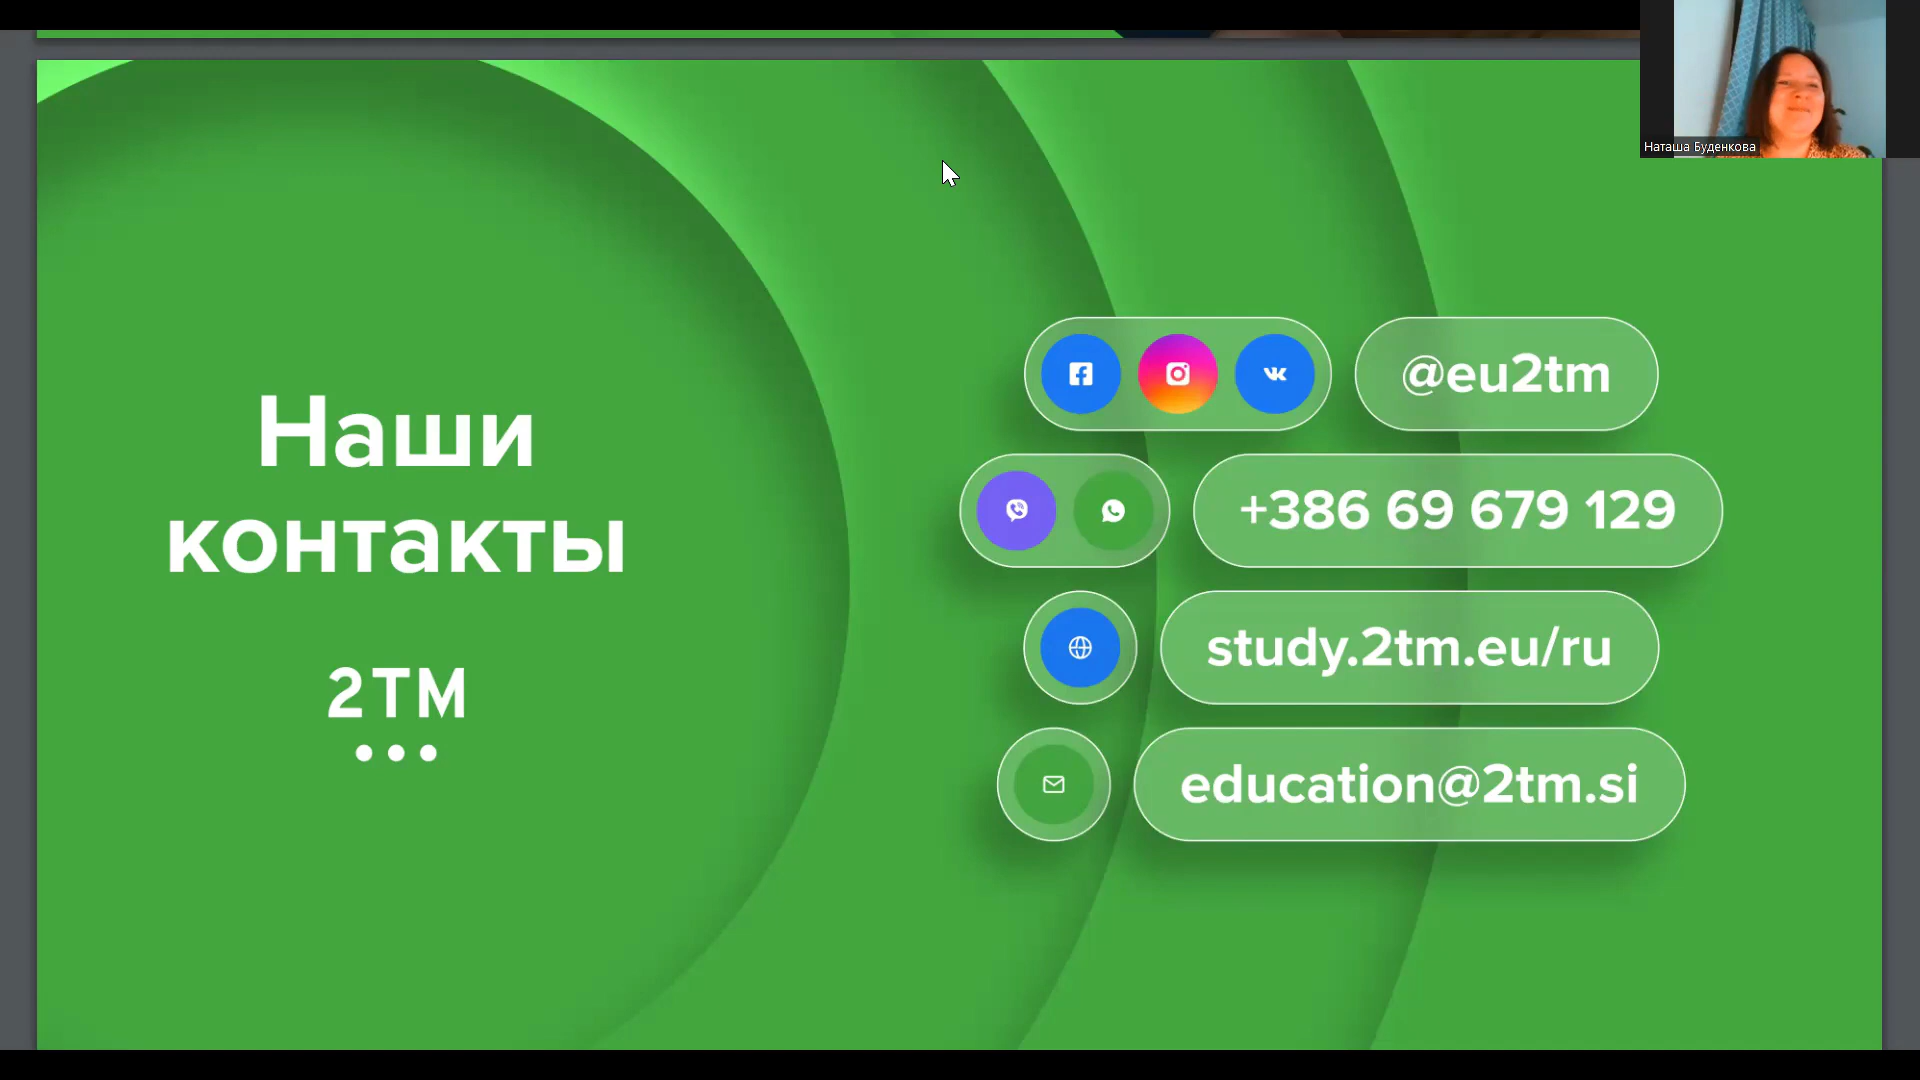 Наташа Буденкова
Наши
контакты
2TM
@eu2tm
+386 69 679 129
study.2tm.eu/ru
education@2tm.si